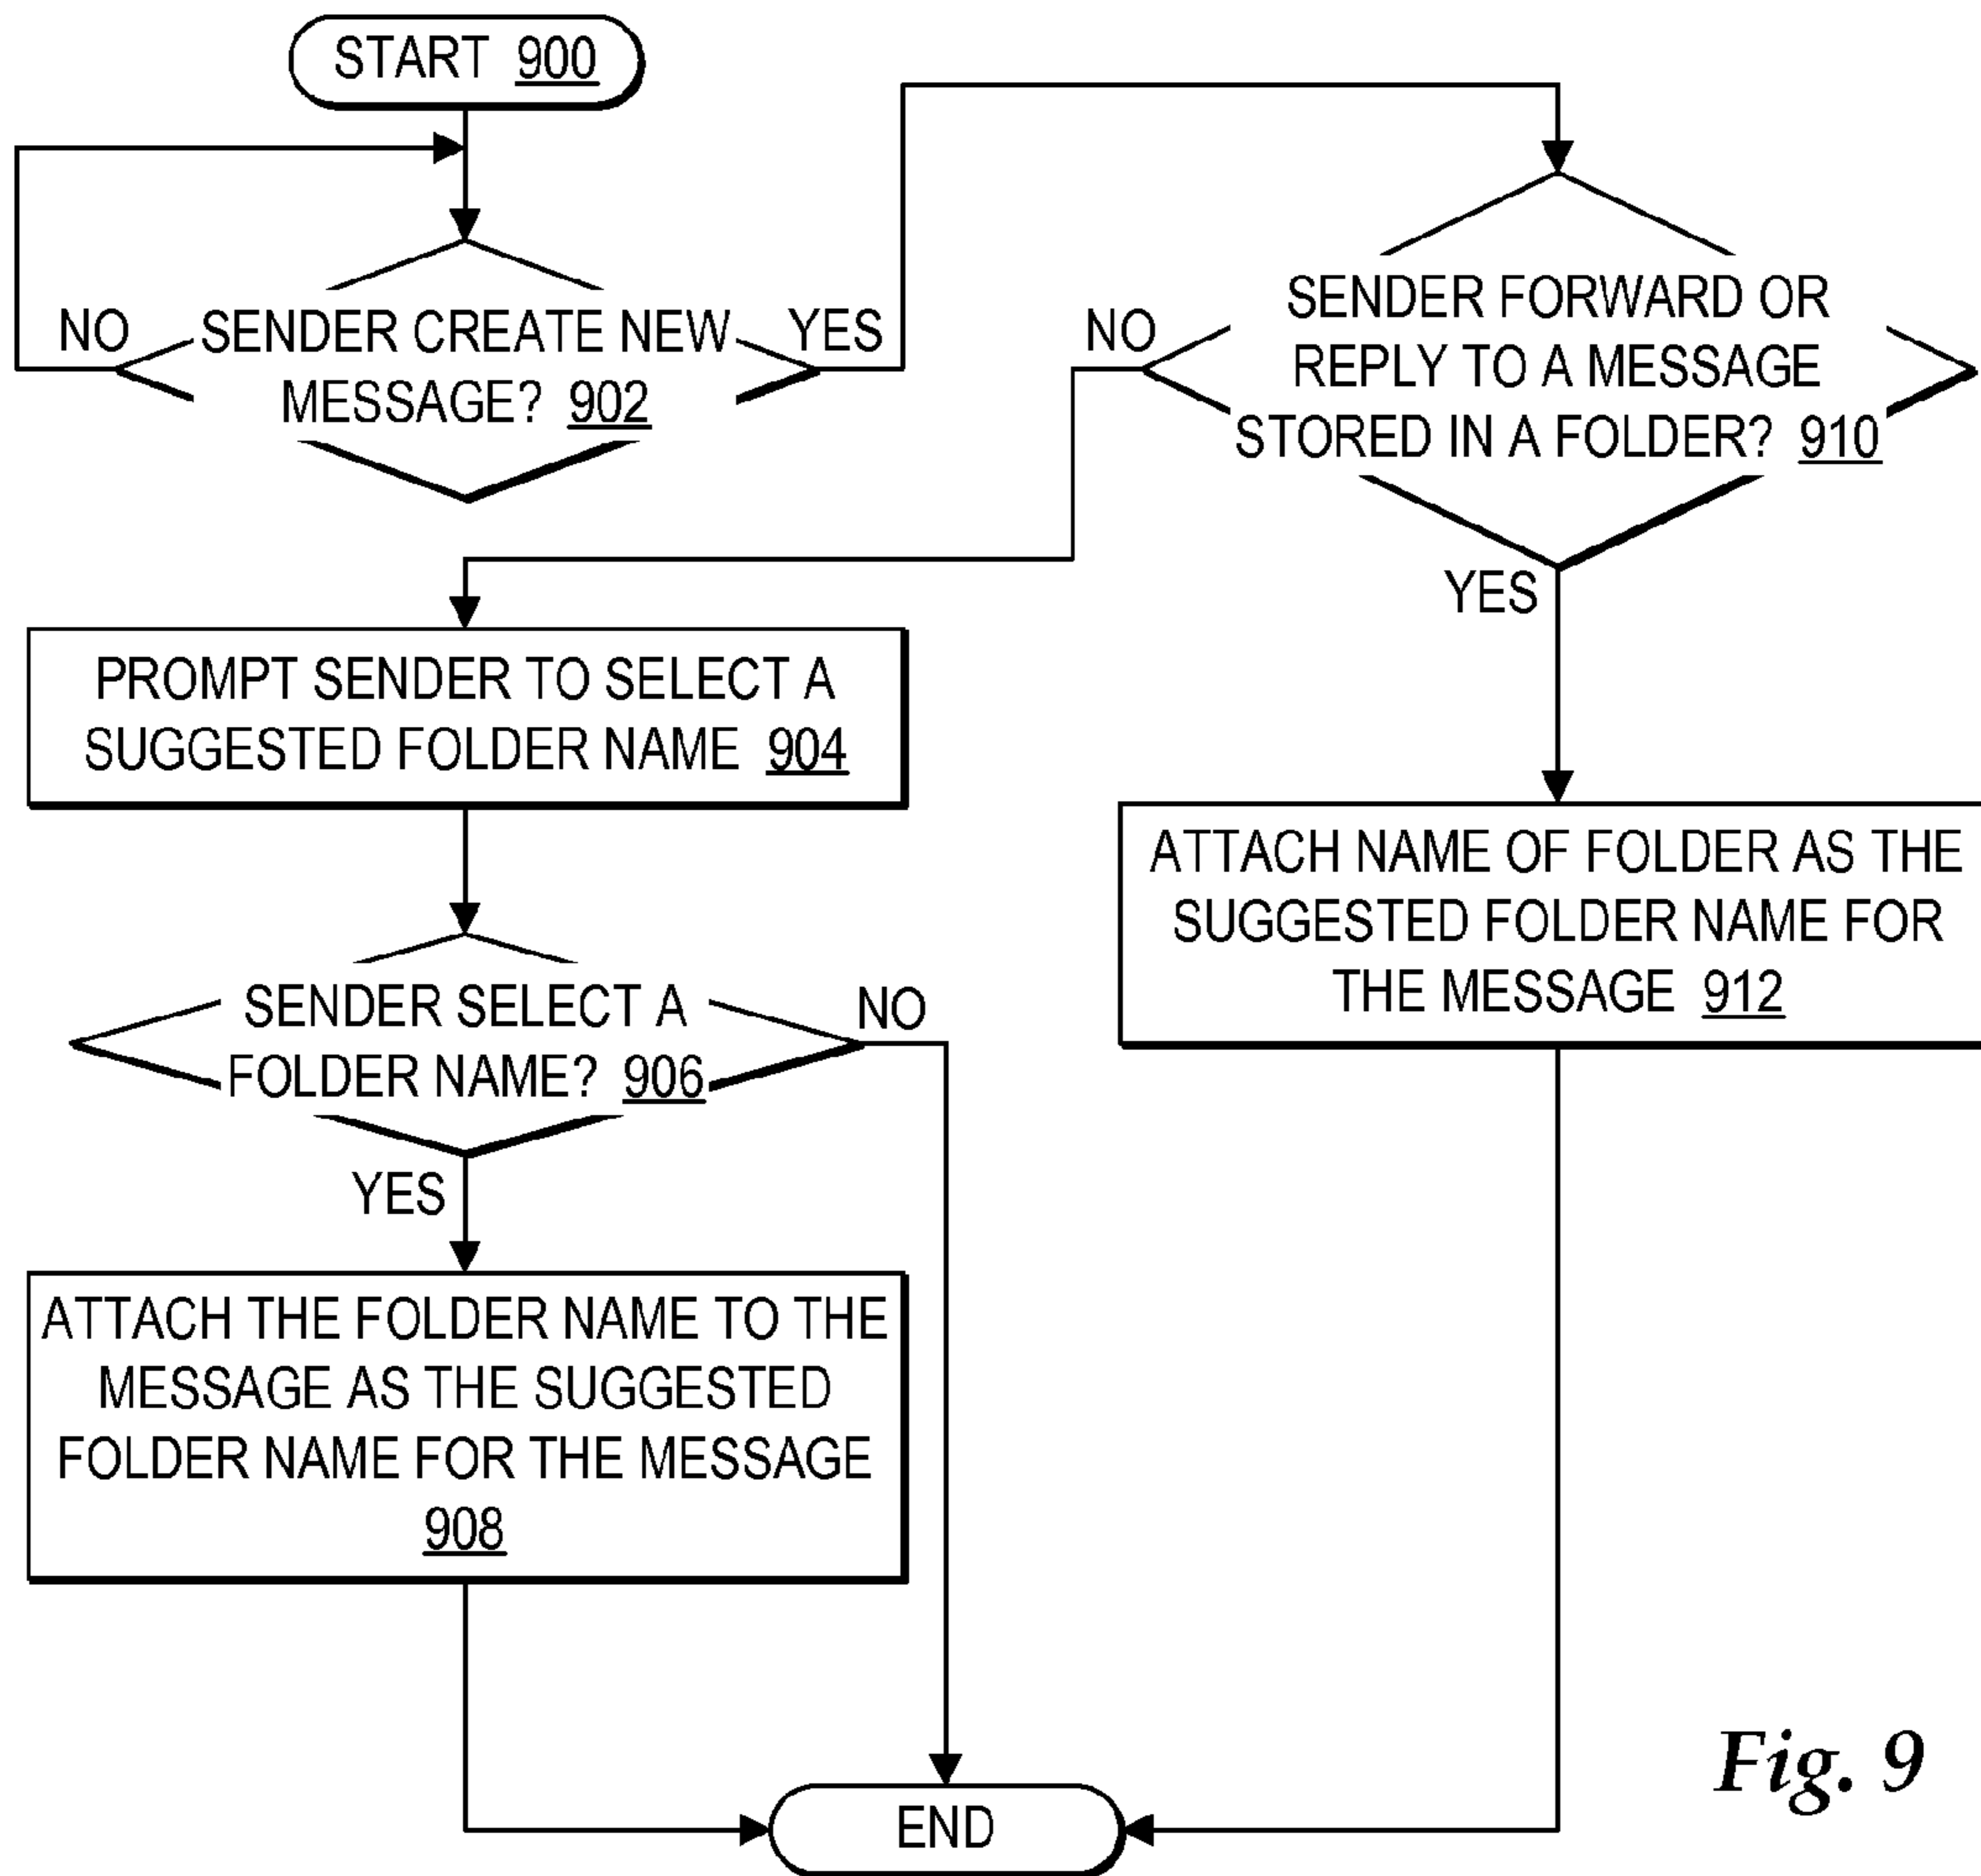 START 900
NO
SENDER CREATE NEW
MESSAGE? 902
YES
NO
SENDER FORWARD OR
REPLY TO A MESSAGE
STORED IN A FOLDER? 910
YES
PROMPT SENDER TO SELECT A
SUGGESTED FOLDER NAME 904
ATTACH NAME OF FOLDER AS THE
SUGGESTED FOLDER NAME FOR
THE MESSAGE 912
SENDER SELECT A
FOLDER NAME? 906
NO
YES
ATTACH THE FOLDER NAME TO THE
MESSAGE AS THE SUGGESTED
FOLDER NAME FOR THE MESSAGE
908
END
Fig. 9